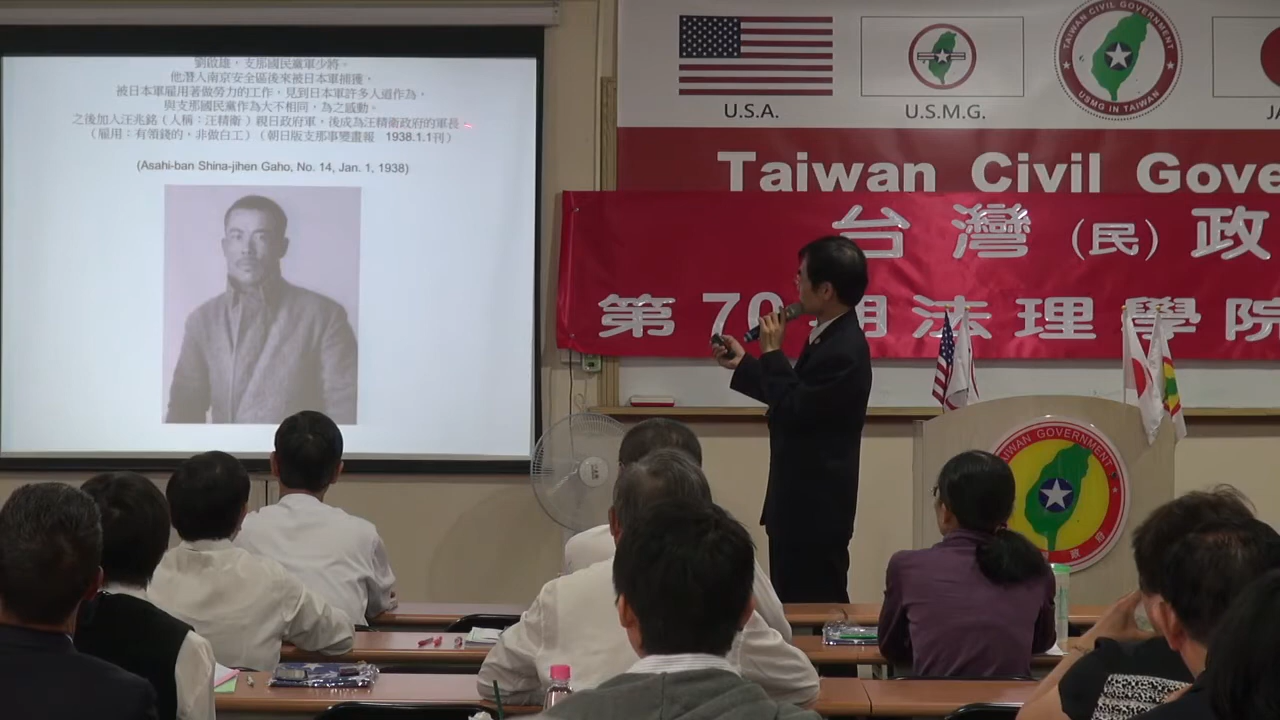 劉啟雄，支那國民黨軍少將。
他潛入南京安全區後來被日本軍捕獲，
被日本軍雇用著做勞力的工作，見到日本軍許多人道作為，
與支那國民黨作為大不相同，為之感動。
之後加入汪兆銘（人稱：汪精衛）親日政府軍，後成為汪精衛政府的軍長
（雇用：有領錢的，非做白工）（朝日版支那事變畫報 1938.1.1刊）
(Asahi-ban Shina-jihen Gaho, No. 14, Jan. 1, 1938)
TAIWAN CIVIL GOVERNMENT
USMG IN TAIWAN
U.S.A.
U.S.M.G.
JA
Taiwan Civil Gove
台灣（民）政
第70期法理學院
TAIWAN GOVERNMENT
政府